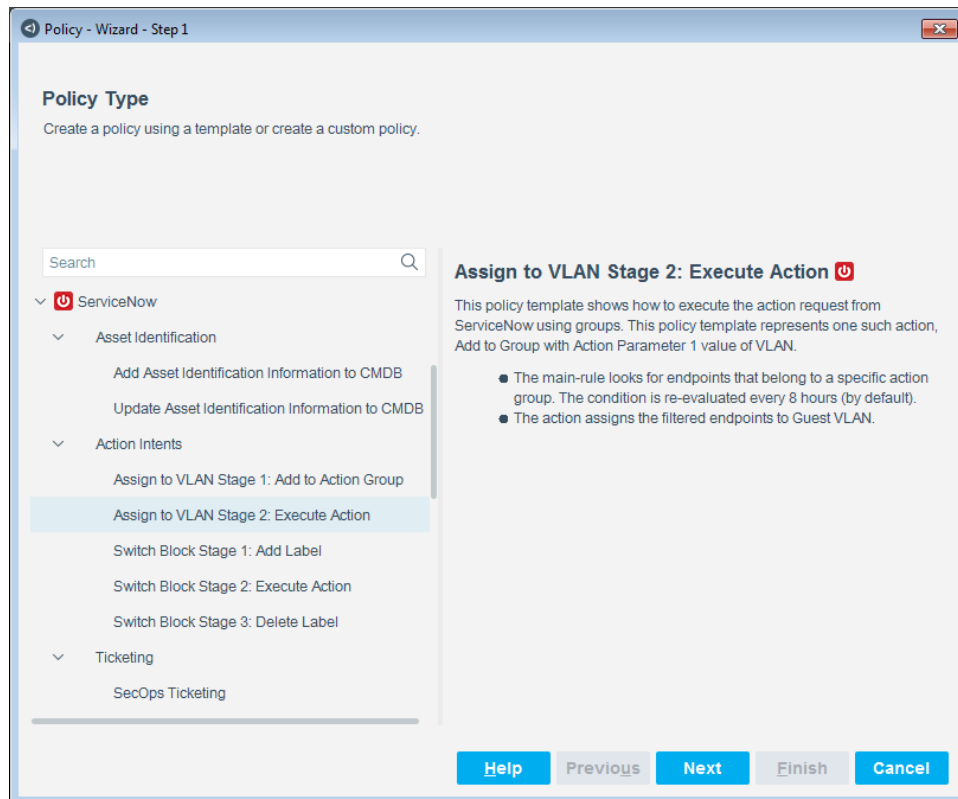 Policy - Wizard - Step 1
Policy Type
Create a policy using a template or create a custom policy.
Search
ServiceNow
Asset Identification
Add Asset Identification Information to CMDB
Update Asset Identification Information to CMDB
Action Intents
Assign to VLAN Stage 1: Add to Action Group
Assign to VLAN Stage 2: Execute Action
Switch Block Stage 1: Add Label
Switch Block Stage 2: Execute Action
Switch Block Stage 3: Delete Label
Ticketing
SecOps Ticketing
Assign to VLAN Stage 2: Execute Action
This policy template shows how to execute the action request from
ServiceNow using groups. This policy template represents one such action,
Add to Group with Action Parameter 1 value of VLAN.
The main-rule looks for endpoints that belong to a specific action
group. The condition is re-evaluated every 8 hours (by default).
The action assigns the filtered endpoints to Guest VLAN.
Help Previous Next Finish Cancel